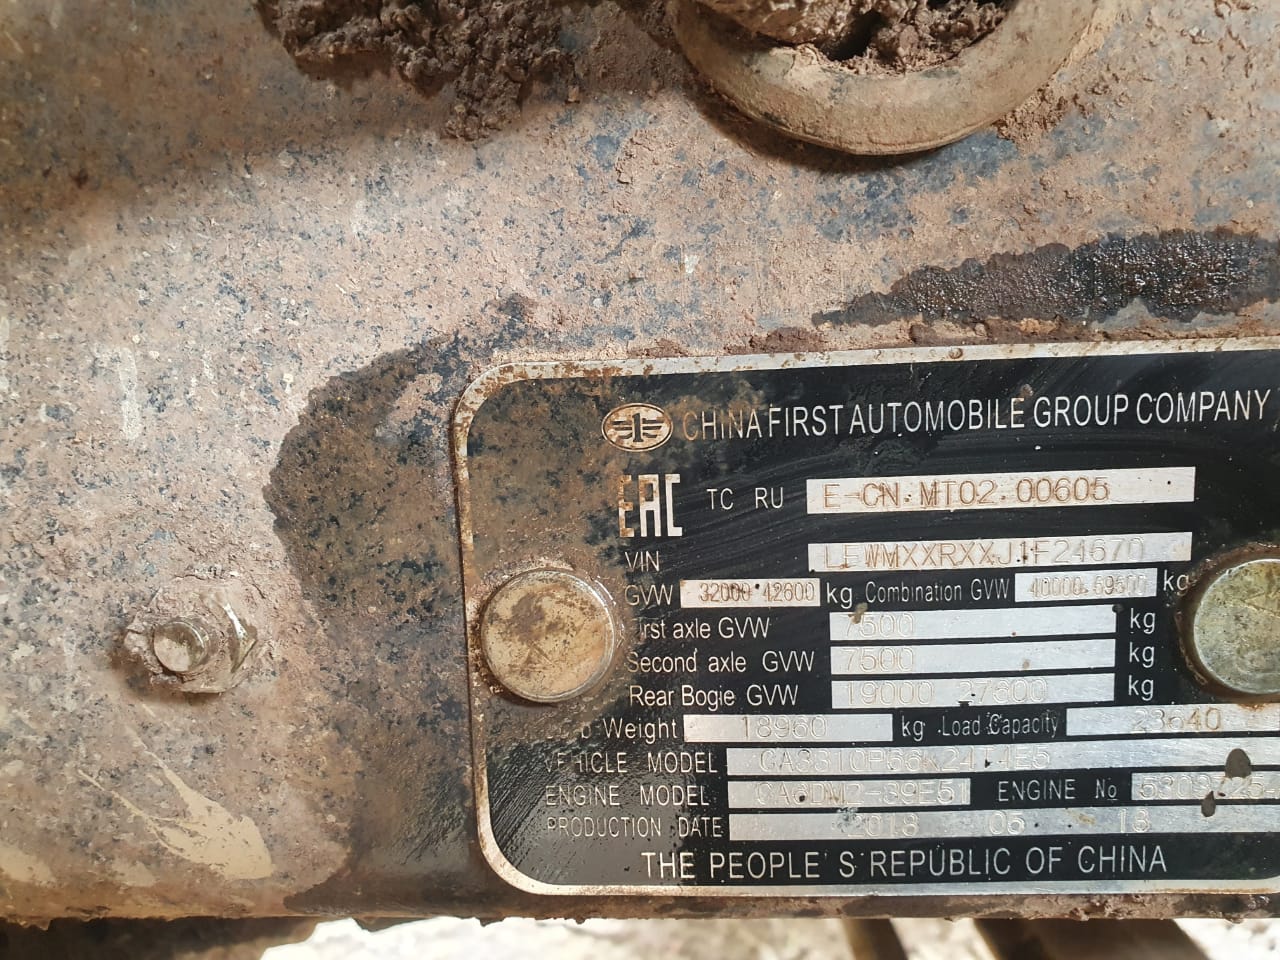 CHINA FIRST AUTOMOBILE GROUP COMPANY
EAC TC RU E-CN.MT02.00605
VIN LFWMXXRXXJ1F24670
GVW 32000 42600 kg Combination GVW 40000 69500 kg
First axle GVW 7500 kg
Second axle GVW 7500 kg
Rear Bogie GVW 19000 27600 kg
Weight 18960 kg Load Capacity 23640
VEHICLE MODEL
ENGINE MODEL CA6DM2-39E51 ENGINE No
PRODUCTION DATE 2018 05 18
THE PEOPLE'S REPUBLIC OF CHINA